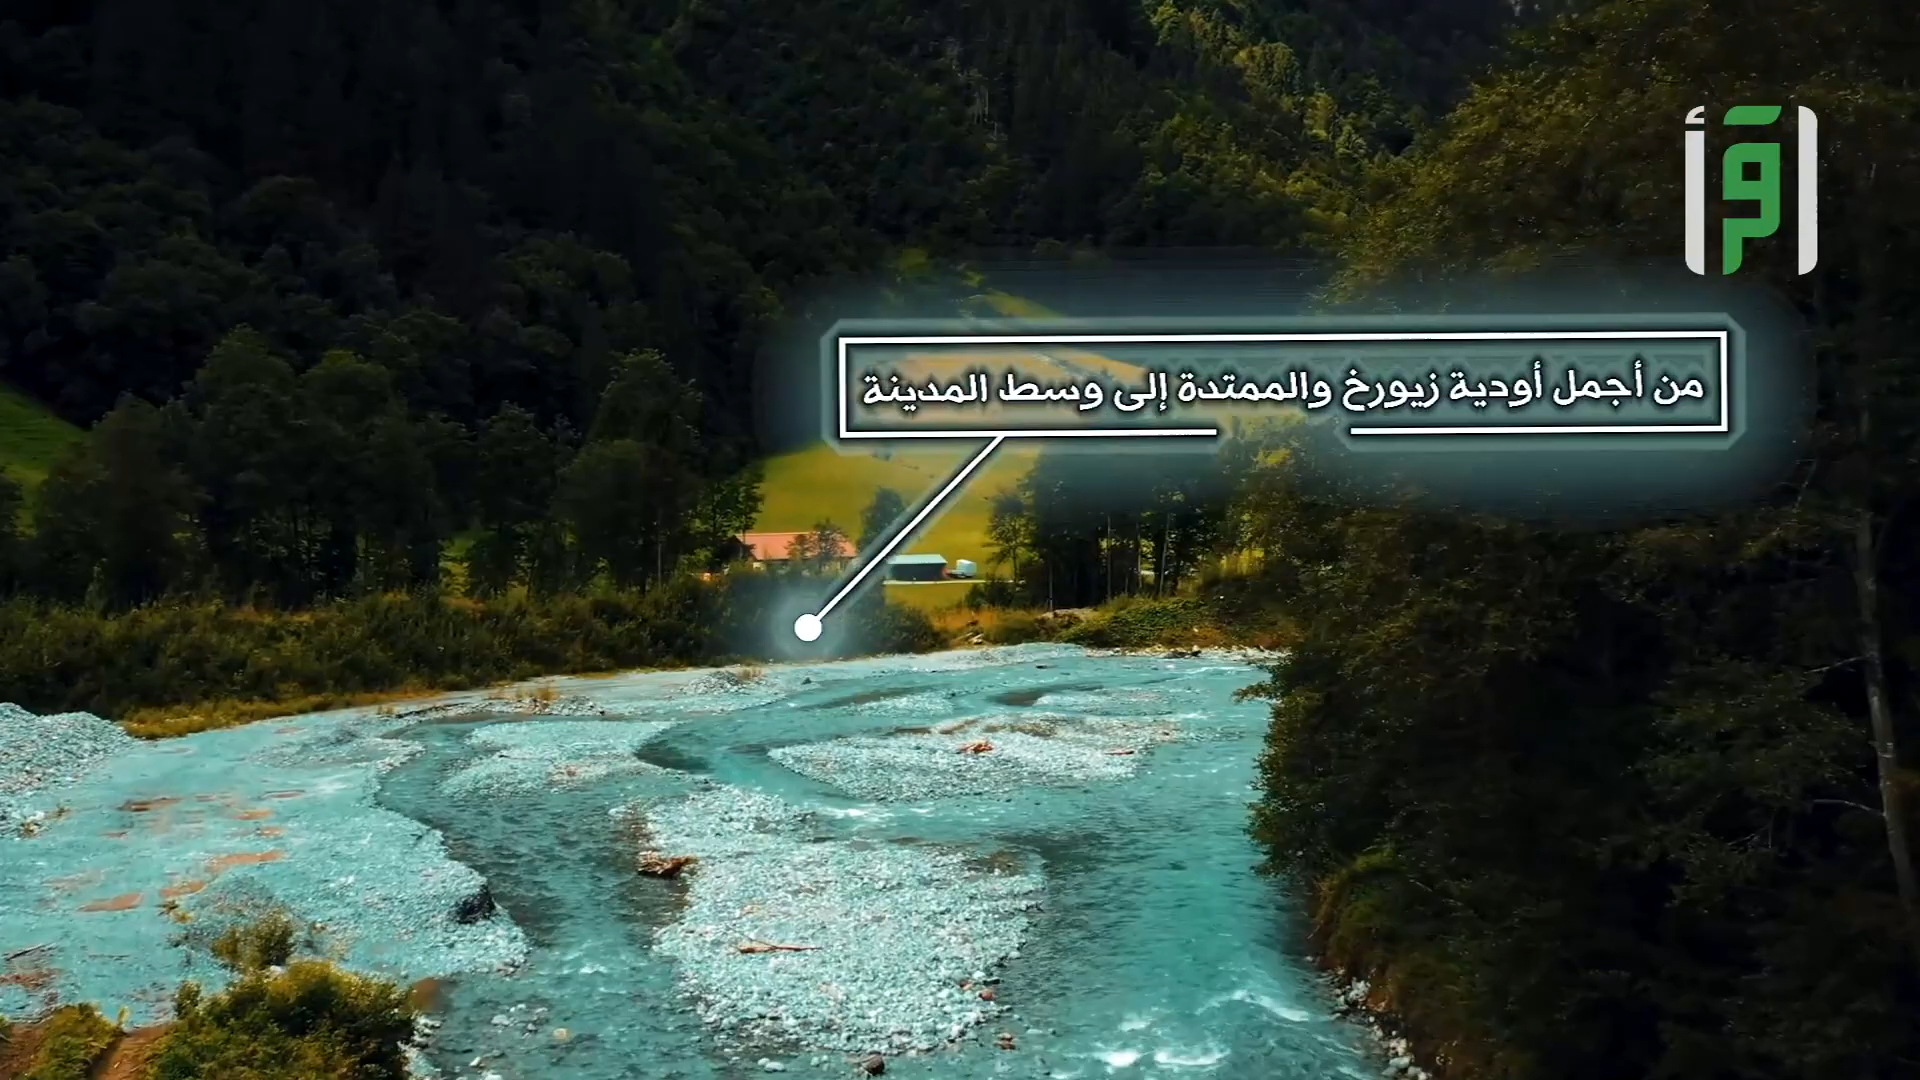 اقرأ
من أجمل أودية زيورخ والممتدة إلى وسط المدينة